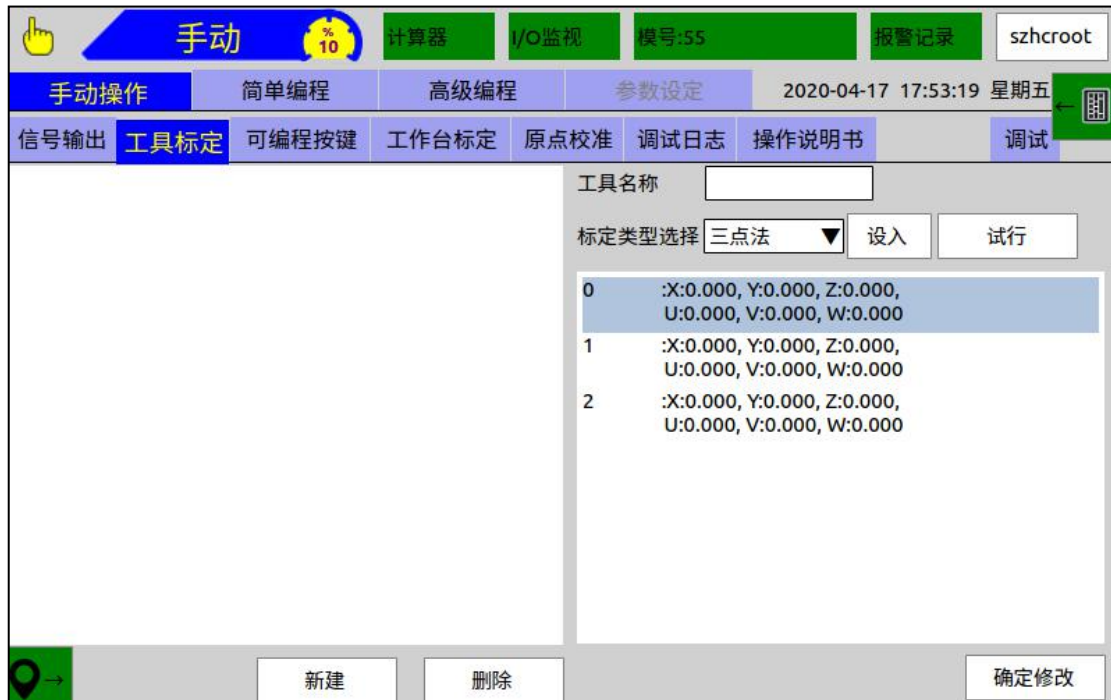 手动 % 10 计算器 I/O监视 模号:55 报警记录 szhcroot
手动操作 简单编程 高级编程 参数设定 2020-04-17 17:53:19 星期五
信号输出 工具标定 可编程按键 工作台标定 原点校准 调试日志 操作说明书 调试
工具名称
标定类型选择 三点法 设入 试行
0 :X:0.000, Y:0.000, Z:0.000,
U:0.000, V:0.000, W:0.000
1 :X:0.000, Y:0.000, Z:0.000,
U:0.000, V:0.000, W:0.000
2 :X:0.000, Y:0.000, Z:0.000,
U:0.000, V:0.000, W:0.000
新建 删除 确定修改